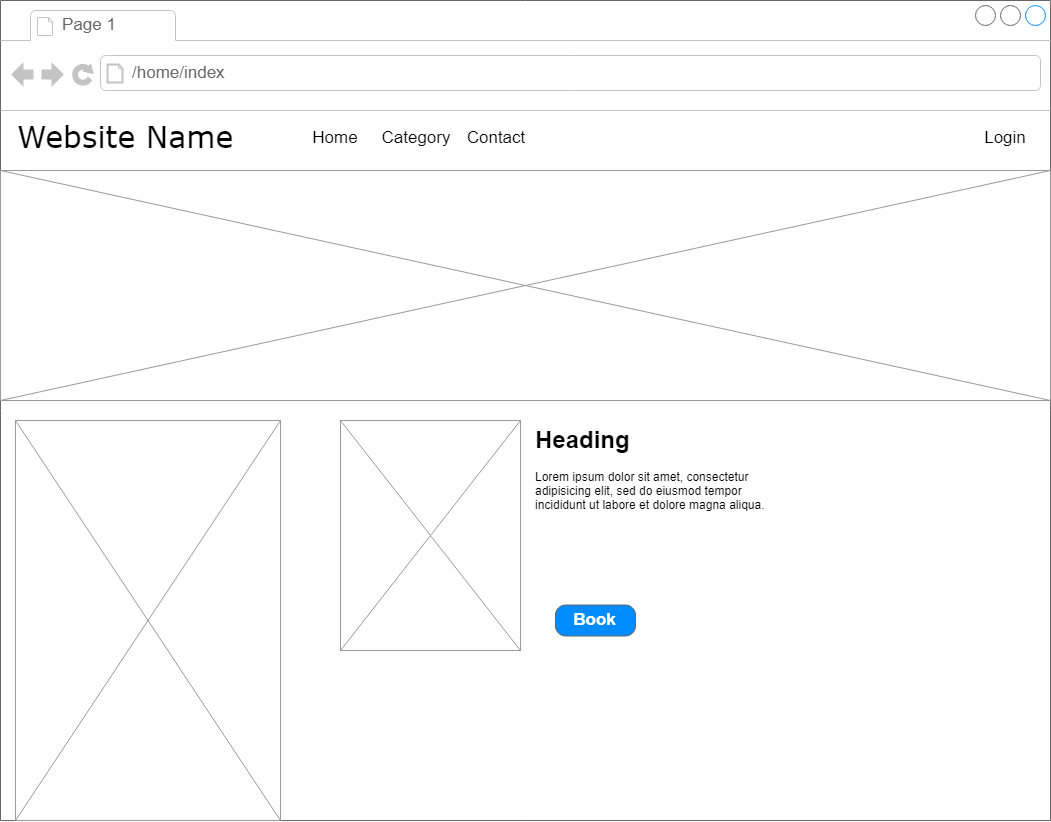 Page 1
/home/index
Website Name
Home Category Contact Login
Heading
Lorem ipsum dolor sit amet, consectetur
adipisicing elit, sed do eiusmod tempor
incididunt ut labore et dolore magna aliqua.
Book